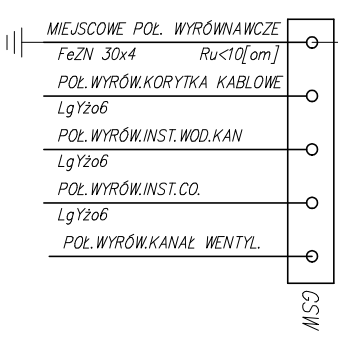 MIEJSCOWE POŁ. WYRÓWNAWCZE
FeZN 30x4 Ru<10[om]
POŁ.WYRÓW.KORYTKA KABLOWE
LgYżo6
POŁ.WYRÓW.INST.WOD.KAN
LgYżo6
POŁ.WYRÓW.INST.CO.
LgYżo6
POŁ.WYRÓW.KANAŁ WENTYL.
GSW